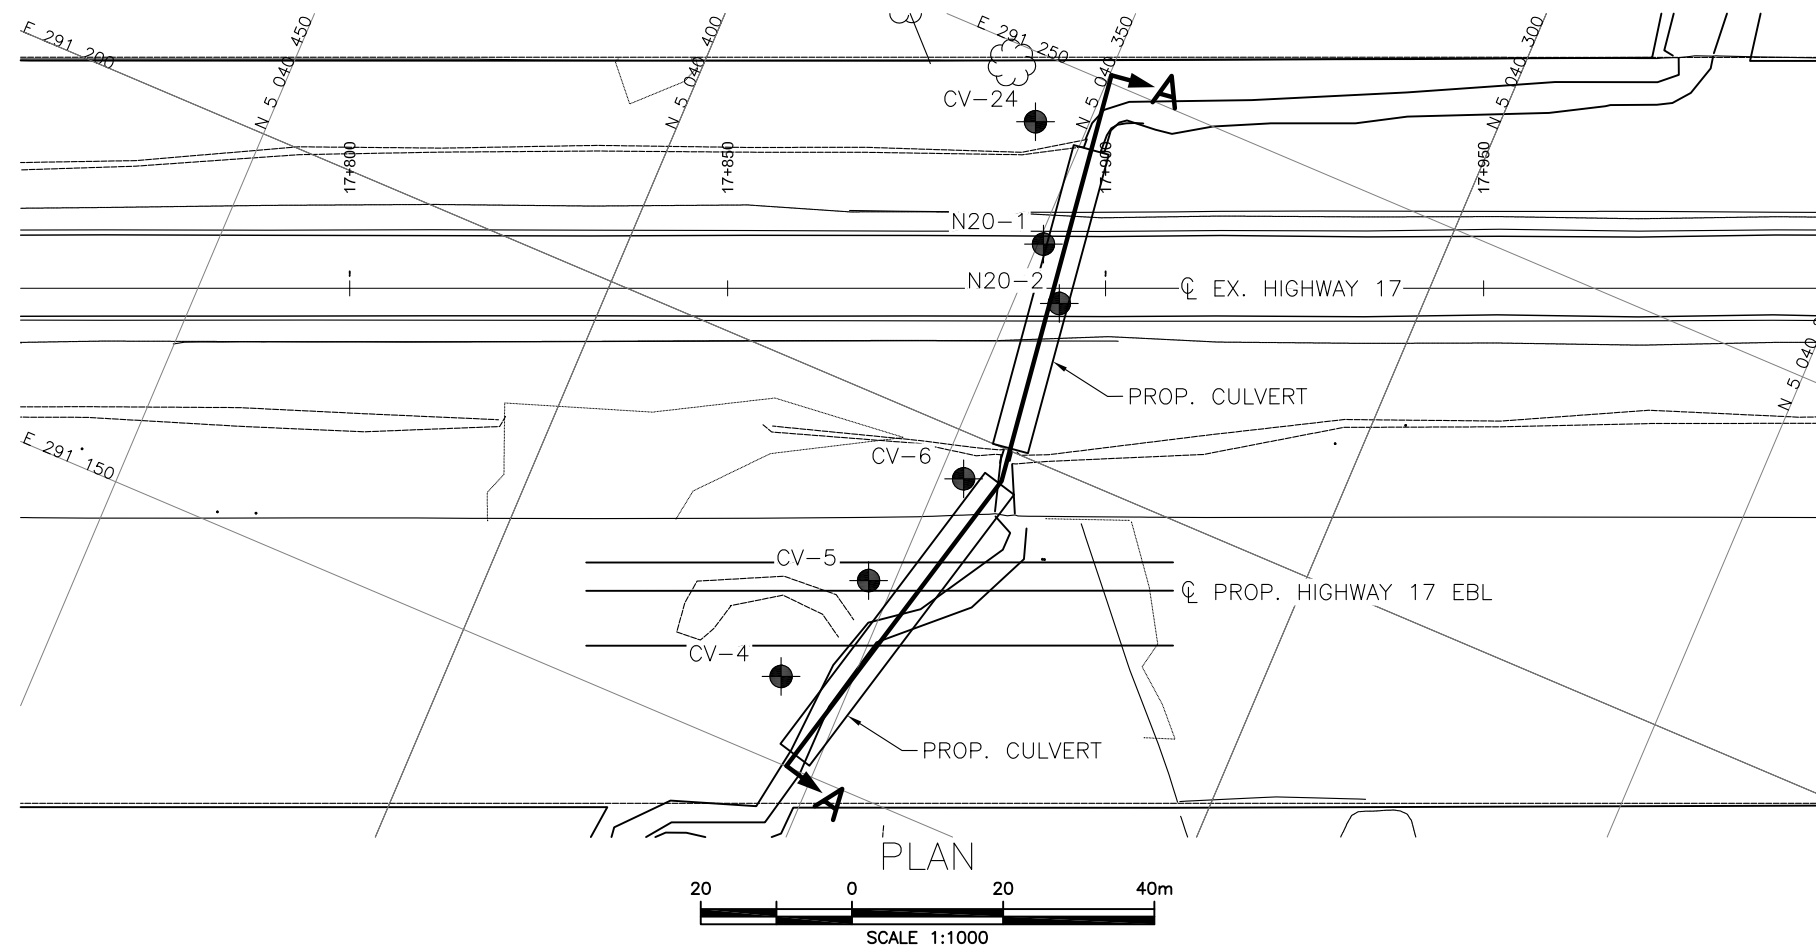 E 291 200
N 5 040 450
N 5 040 400
E 291 250
N 5 040 350
N 5 040 300
CV-24
A
17+800
17+850
17+900
17+950
N20-1
N20-2
℄ EX. HIGHWAY 17
N 5 040
PROP. CULVERT
E 291 150
CV-6
CV-5
℄ PROP. HIGHWAY 17 EBL
CV-4
PROP. CULVERT
A
PLAN
20 0 20 40m
SCALE 1:1000